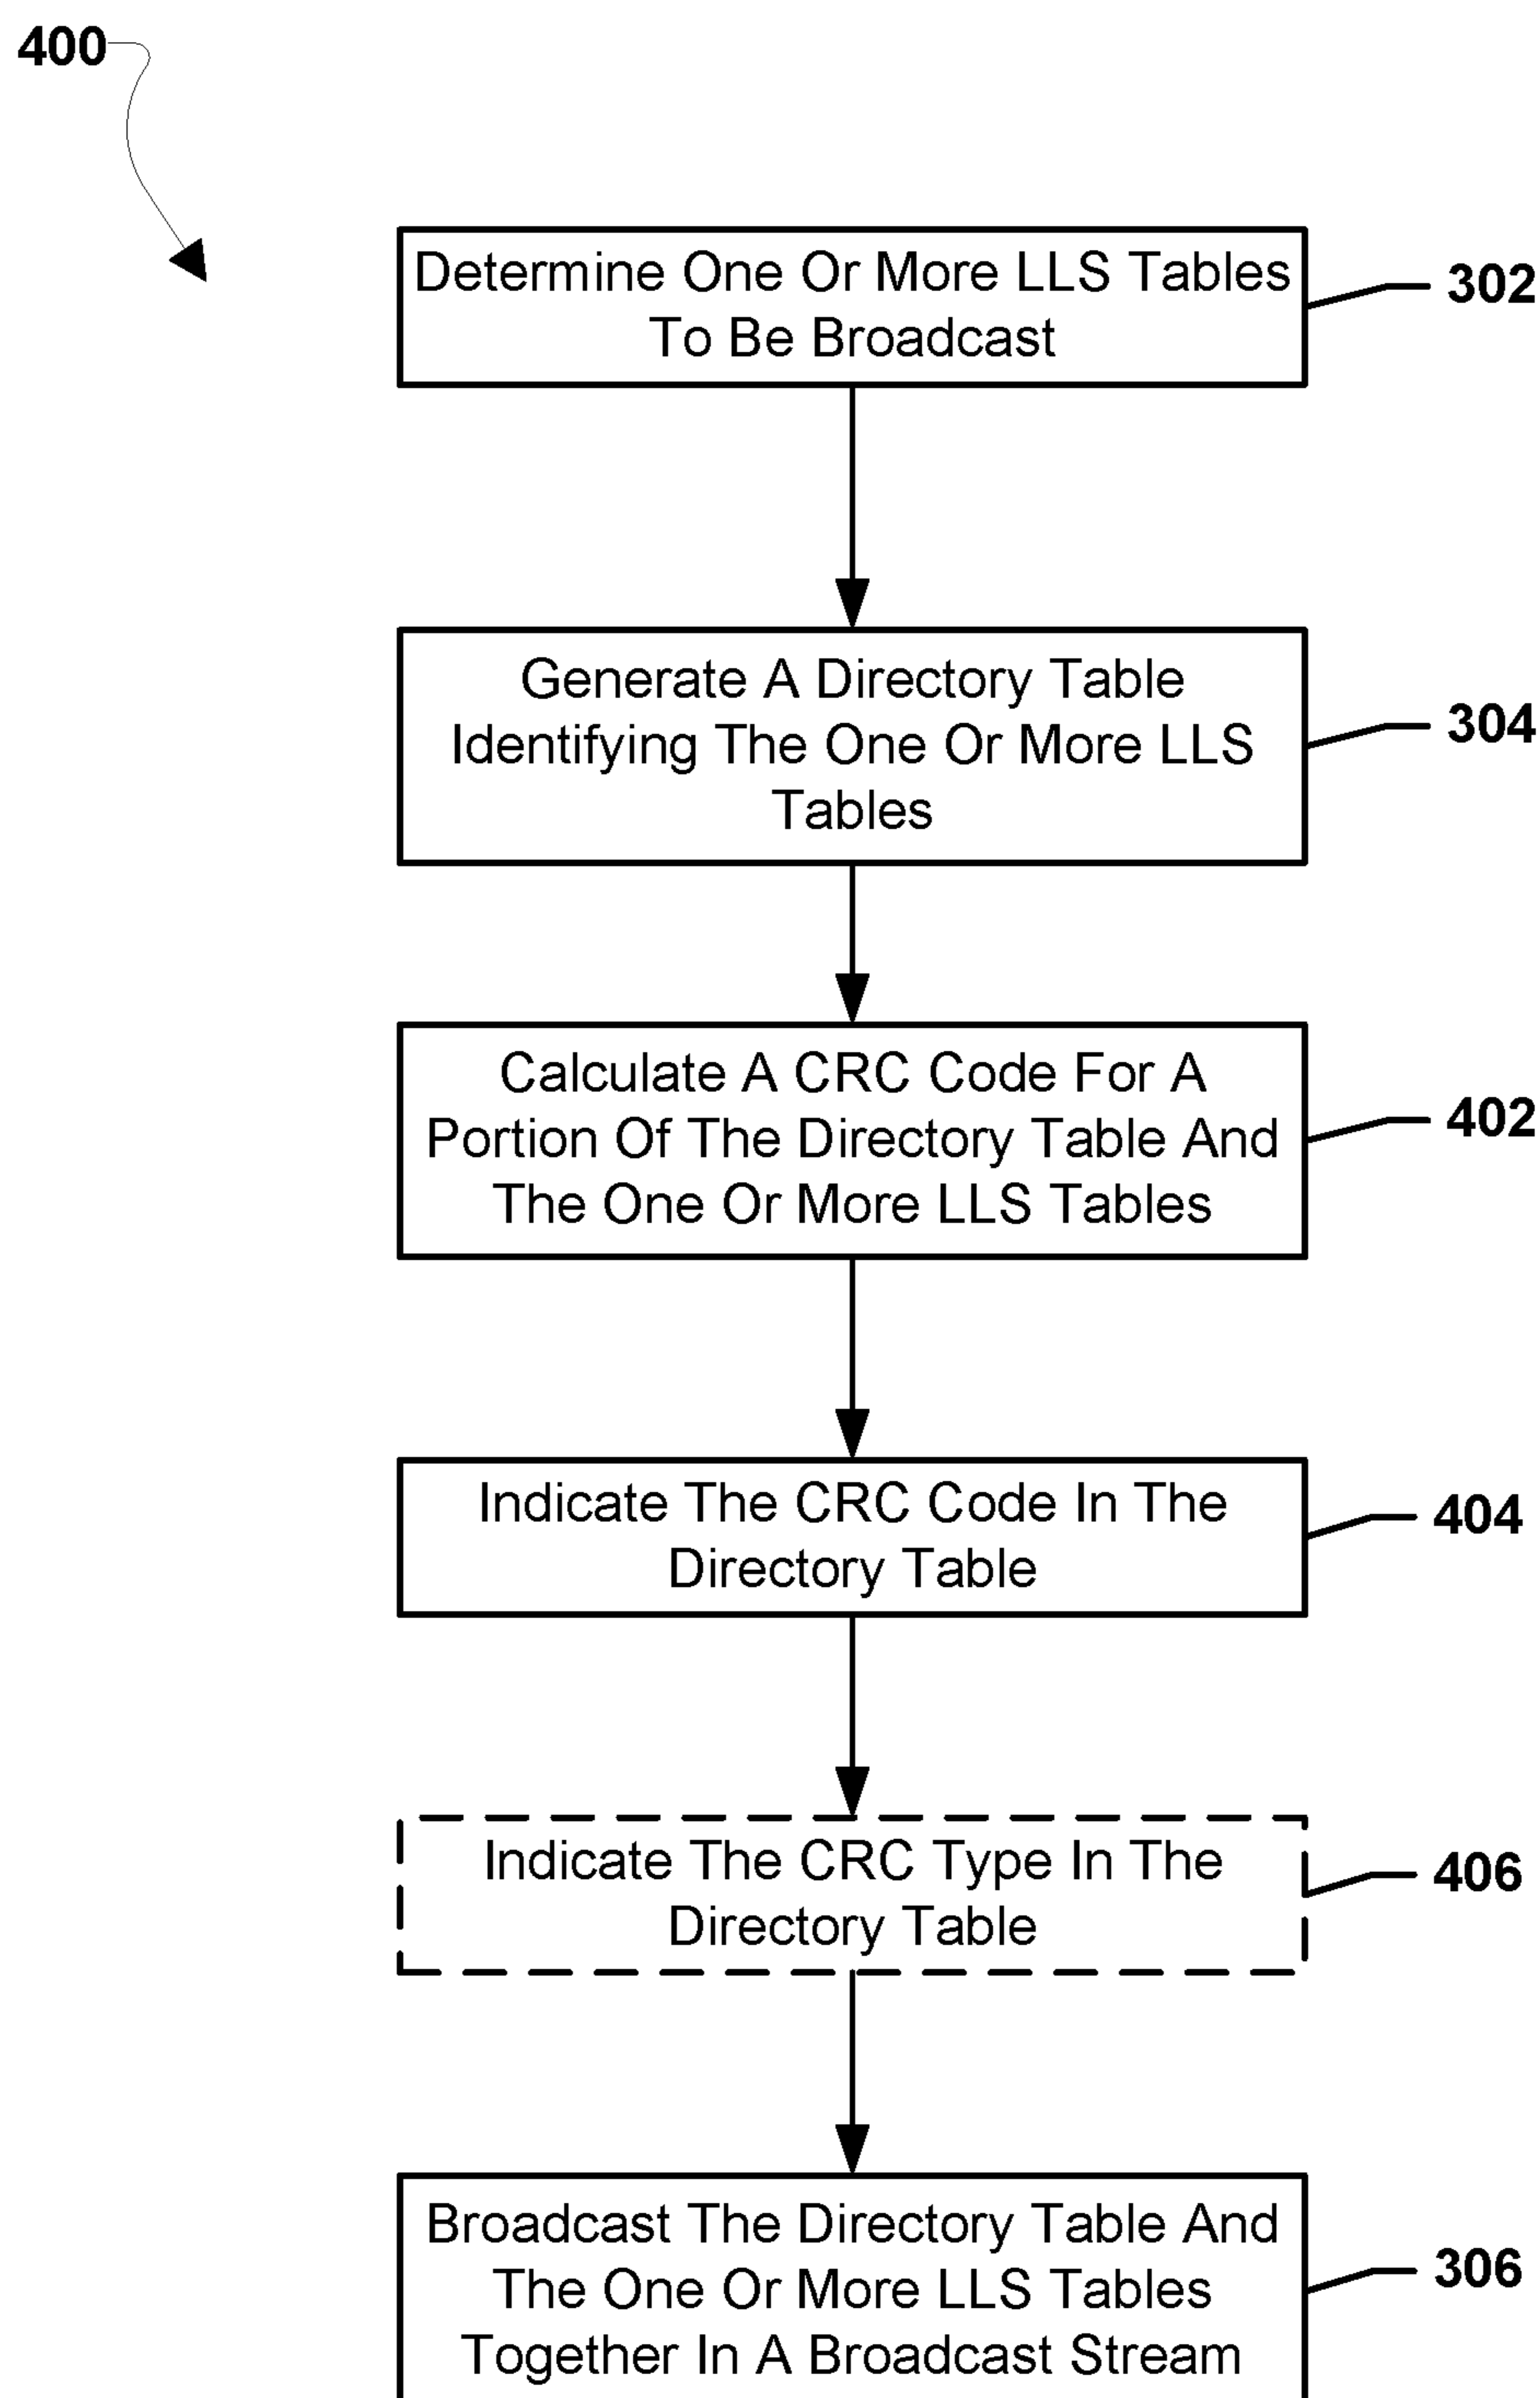 400
Determine One Or More LLS Tables
To Be Broadcast
302
Generate A Directory Table
Identifying The One Or More LLS
Tables
304
Calculate A CRC Code For A
Portion Of The Directory Table And
The One Or More LLS Tables
402
Indicate The CRC Code In The
Directory Table
404
Indicate The CRC Type In The
Directory Table
406
Broadcast The Directory Table And
The One Or More LLS Tables
Together In A Broadcast Stream
306